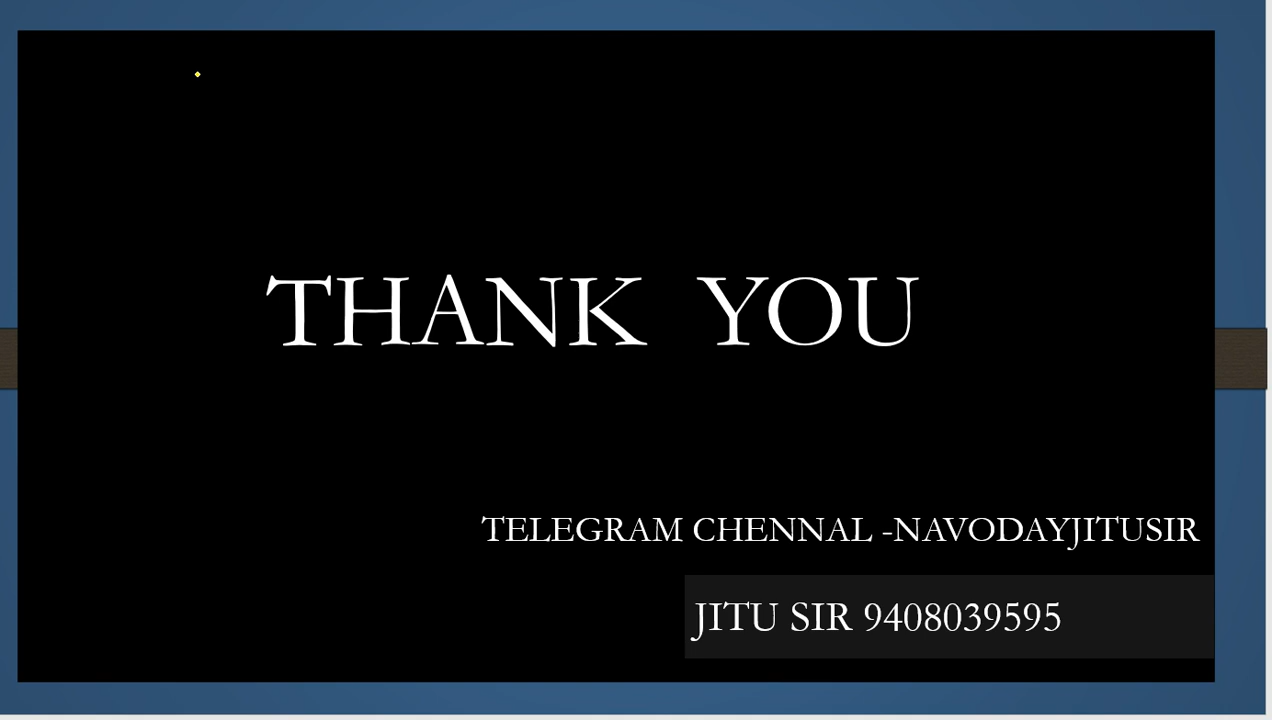 THANK YOU
TELEGRAM CHENNAL -NAVODAYJITUSIR
JITU SIR 9408039595